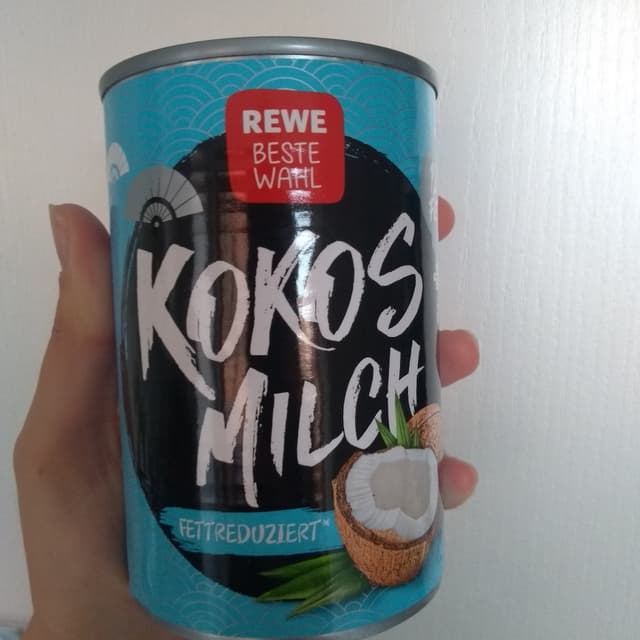 REWE
BESTE
WAHL
KOKOS
MILCH
FETTREDUZIERT*